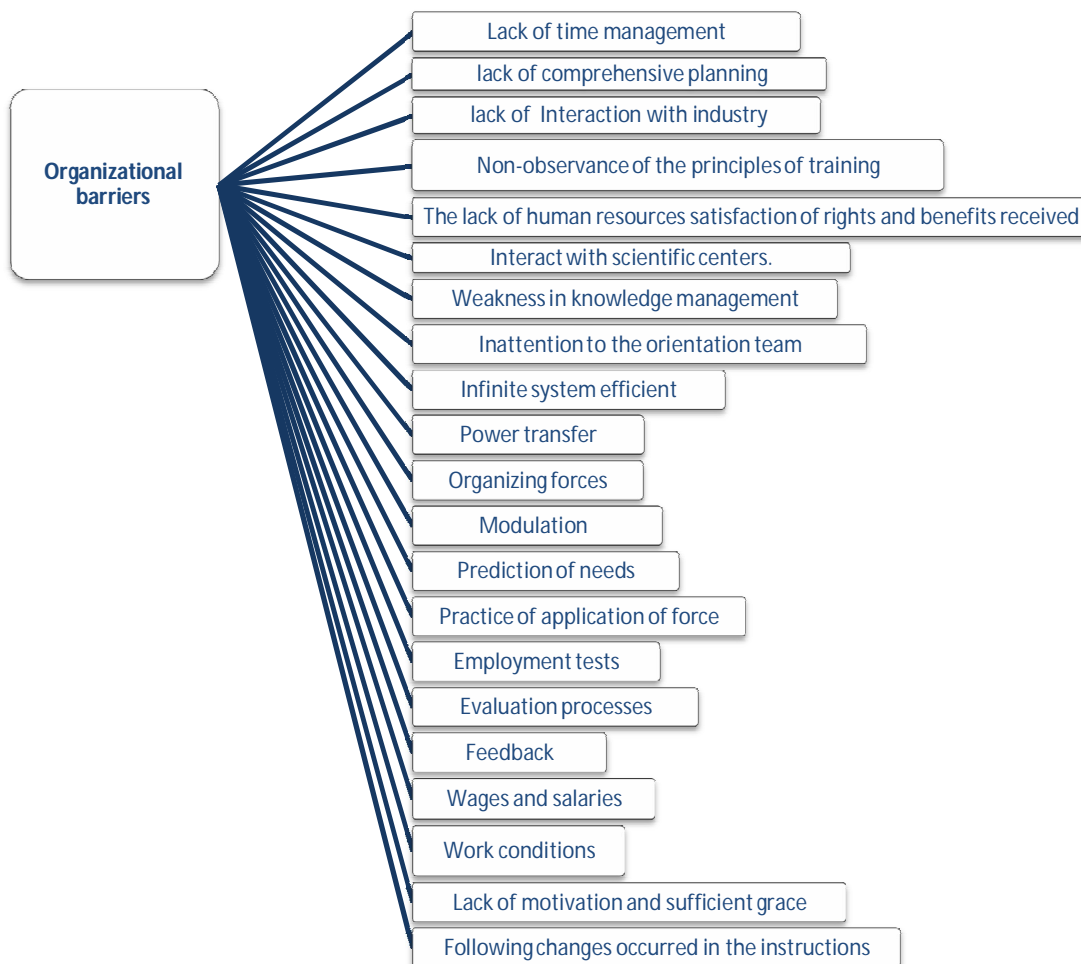 Organizational
barriers
Lack of time management
lack of comprehensive planning
lack of Interaction with industry
Non-observance of the principles of training
The lack of human resources satisfaction of rights and benefits received
Interact with scientific centers.
Weakness in knowledge management
Inattention to the orientation team
Infinite system efficient
Power transfer
Organizing forces
Modulation
Prediction of needs
Practice of application of force
Employment tests
Evaluation processes
Feedback
Wages and salaries
Work conditions
Lack of motivation and sufficient grace
Following changes occurred in the instructions